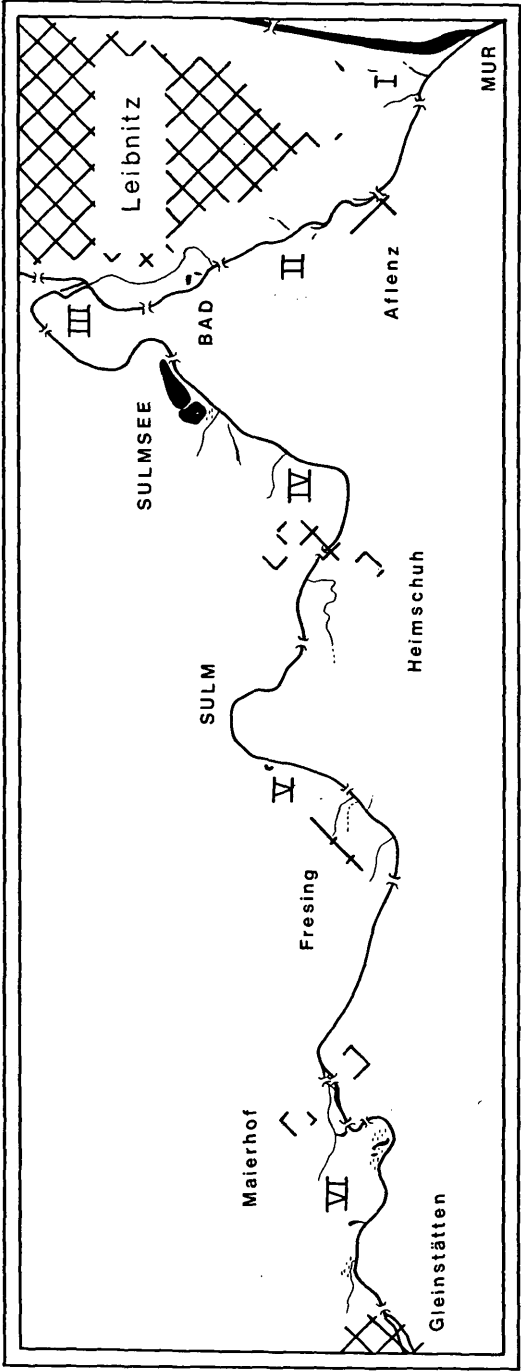 Gleinstätten
VI
Maierhof
Fresing
V
SULM
Heimschuh
IV
SULMSEE
III
BAD
Leibnitz
II
Aflenz
I
MUR